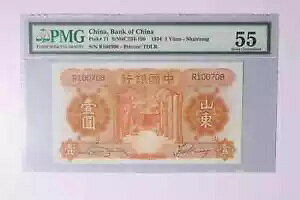 PMG
China, Bank of China
Pick# 71 S/M#C294-190 1934 1 Yuan - Shantung
S/N R100708 - Printer: TDLR
55
R100708
中國銀行
R100708
壹圓
山東